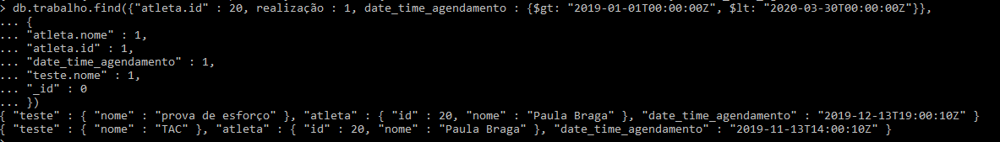 > db.trabalho.find({"atleta.id" : 20, realização : 1, date_time_agendamento : {$gt: "2019-01-01T00:00:00Z", $lt: "2020-03-30T00:00:00Z"}},
... {
... "atleta.nome" : 1,
... "atleta.id" : 1,
... "date_time_agendamento" : 1,
... "teste.nome" : 1,
... "_id" : 0
... })
{ "teste" : { "nome" : "prova de esforço" }, "atleta" : { "id" : 20, "nome" : "Paula Braga" }, "date_time_agendamento" : "2019-12-13T19:00:10Z" }
{ "teste" : { "nome" : "TAC" }, "atleta" : { "id" : 20, "nome" : "Paula Braga" }, "date_time_agendamento" : "2019-11-13T14:00:10Z" }